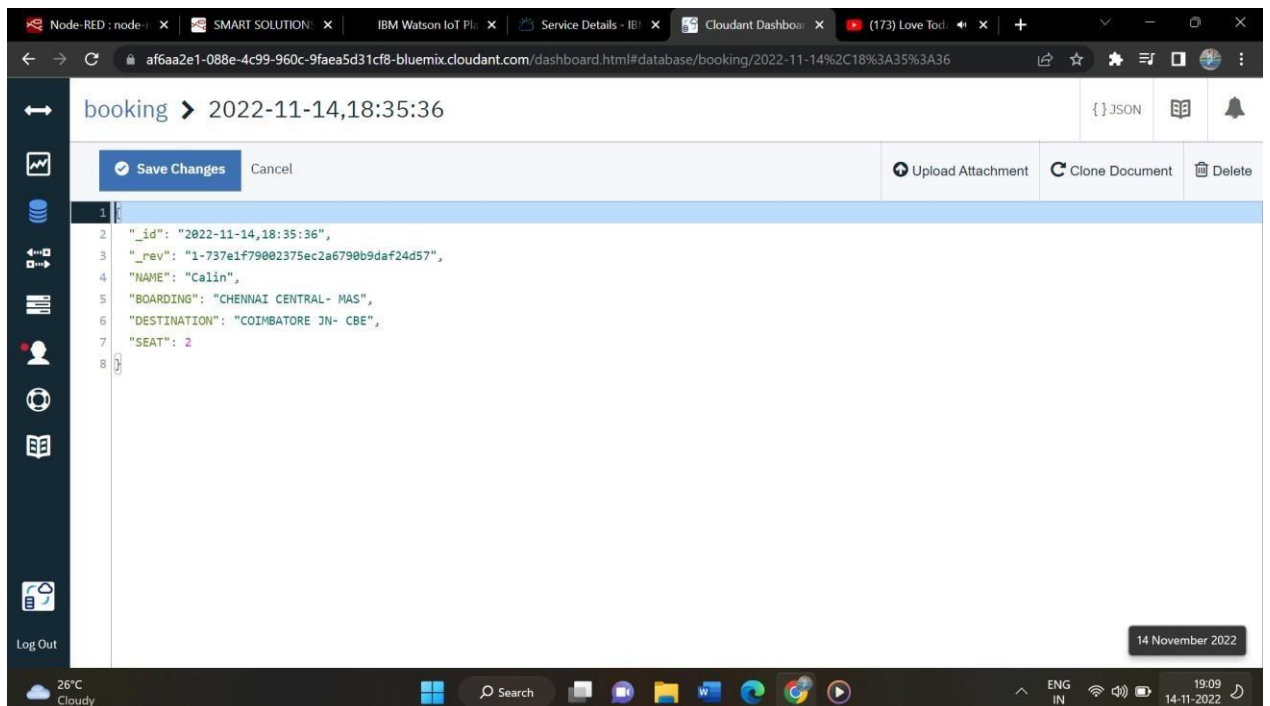 Node-RED : node-r
SMART SOLUTIONS
IBM Watson IoT Pla
Service Details - IBM
Cloudant Dashboar
(173) Love Tod
af6aa2e1-088e-4c99-960c-9faea5d31cf8-bluemix.cloudant.com/dashboard.html#database/booking/2022-11-14%2C18%3A35%3A36
booking > 2022-11-14,18:35:36
{ } JSON
Save Changes
Cancel
Upload Attachment
Clone Document
Delete
1 {
2 "_id": "2022-11-14,18:35:36",
3 "_rev": "1-737e1f79002375ec2a6790b9daf24d57",
4 "NAME": "Calin",
5 "BOARDING": "CHENNAI CENTRAL- MAS",
6 "DESTINATION": "COIMBATORE JN- CBE",
7 "SEAT": 2
8 }
Log Out
14 November 2022
26°C
Cloudy
Search
ENG
IN
19:09
14-11-2022